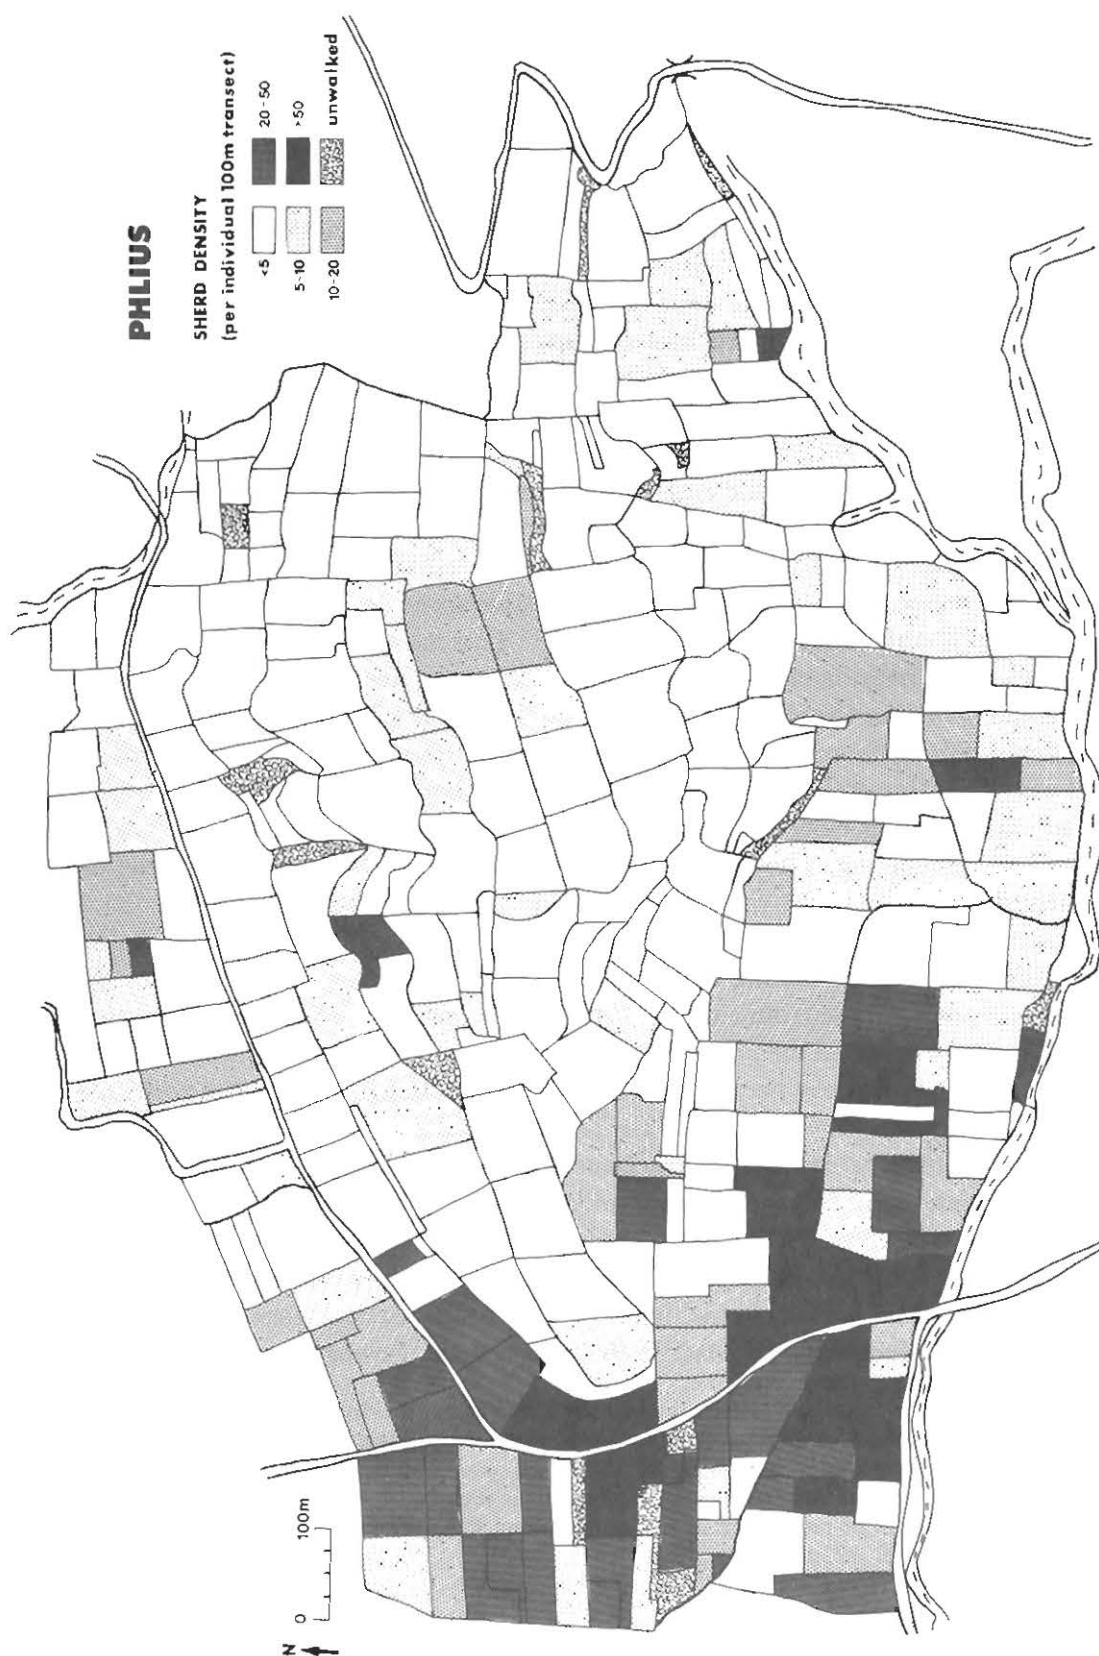 PHLIUS
SHERD DENSITY
(per individual 100m transect)
<5
20-50
5-10
>50
10-20
unwalked
0 100m
N